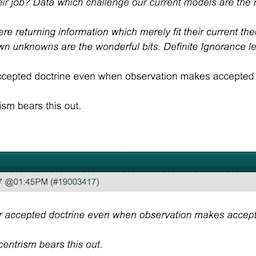 ir job? Data which challenge our current models are the
ere returning information which merely fit their current the
wn unknowns are the wonderful bits. Definite Ignorance le
ccepted doctrine even when observation makes accepted
ism bears this out.
7 @01:45PM (#19003417)
r accepted doctrine even when observation makes accept
centrism bears this out.